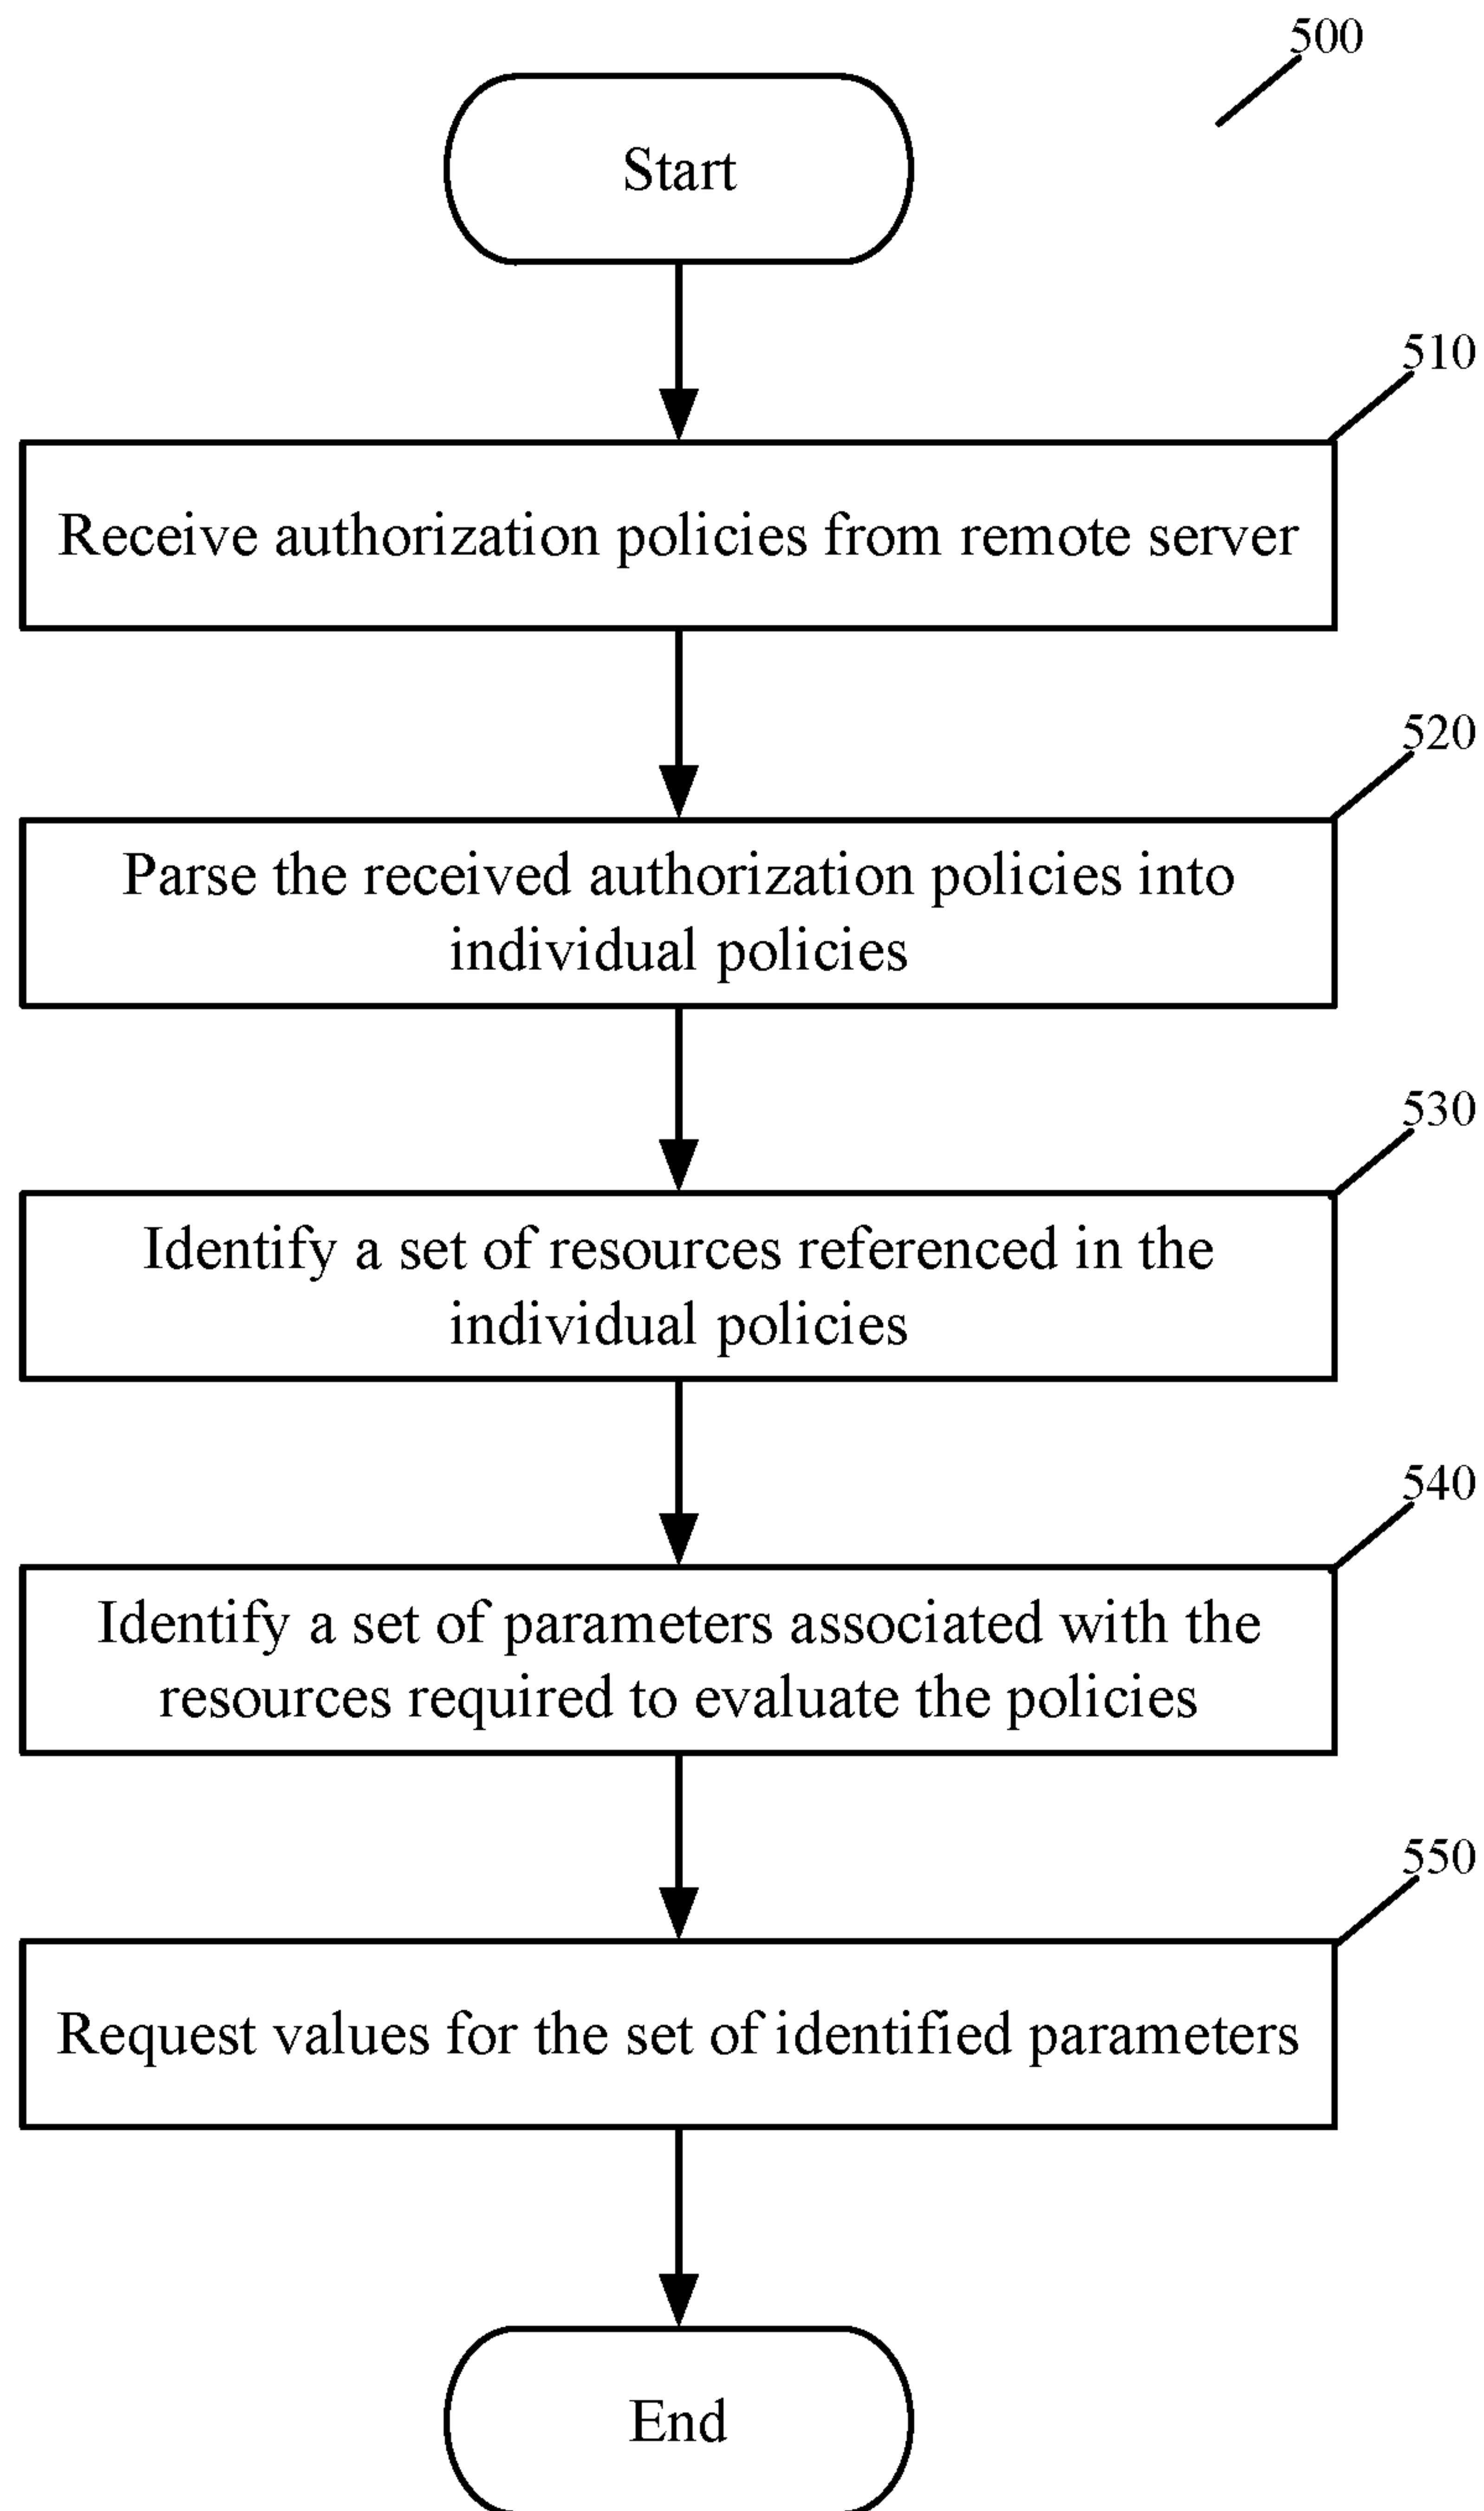 500
Start
510
Receive authorization policies from remote server
520
Parse the received authorization policies into
individual policies
530
Identify a set of resources referenced in the
individual policies
540
Identify a set of parameters associated with the
resources required to evaluate the policies
550
Request values for the set of identified parameters
End